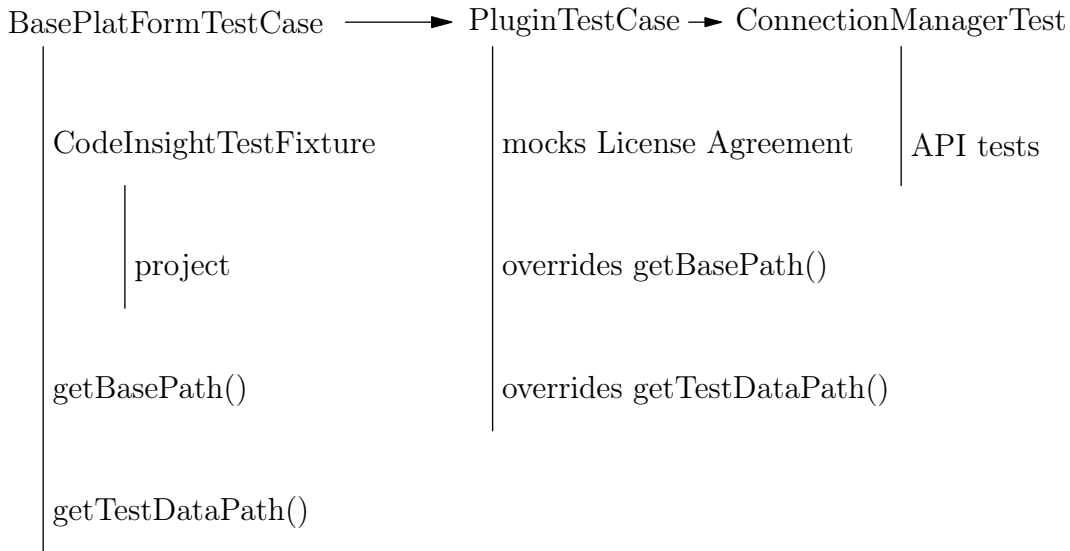 BasePlatFormTestCase PluginTestCase ConnectionManagerTest
CodeInsightTestFixture mocks License Agreement API tests
project overrides getBasePath()
getBasePath() overrides getTestDataPath()
getTestDataPath()